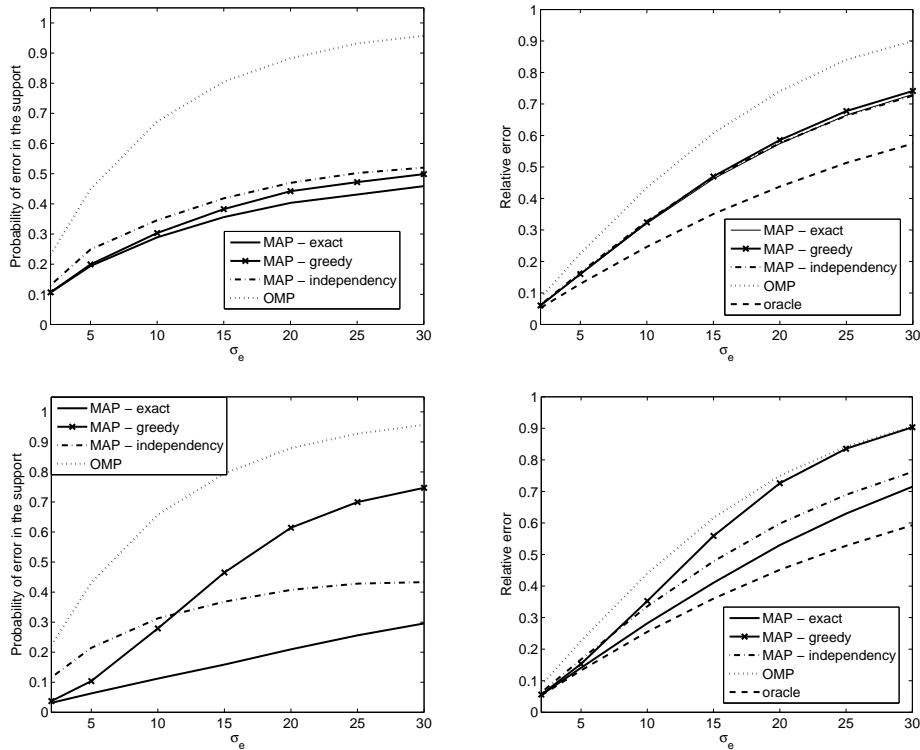 Probability of error in the support
1
0.9
0.8
0.7
0.6
0.5
0.4
0.3
0.2
0.1
0
5 10 15 20 25 30
σe
MAP − exact
MAP − greedy
MAP − independency
OMP
Relative error
1
0.9
0.8
0.7
0.6
0.5
0.4
0.3
0.2
0.1
0
5 10 15 20 25 30
σe
MAP − exact
MAP − greedy
MAP − independency
OMP
oracle
Probability of error in the support
1
0.9
0.8
0.7
0.6
0.5
0.4
0.3
0.2
0.1
0
5 10 15 20 25 30
σe
MAP − exact
MAP − greedy
MAP − independency
OMP
Relative error
1
0.9
0.8
0.7
0.6
0.5
0.4
0.3
0.2
0.1
0
5 10 15 20 25 30
σe
MAP − exact
MAP − greedy
MAP − independency
OMP
oracle